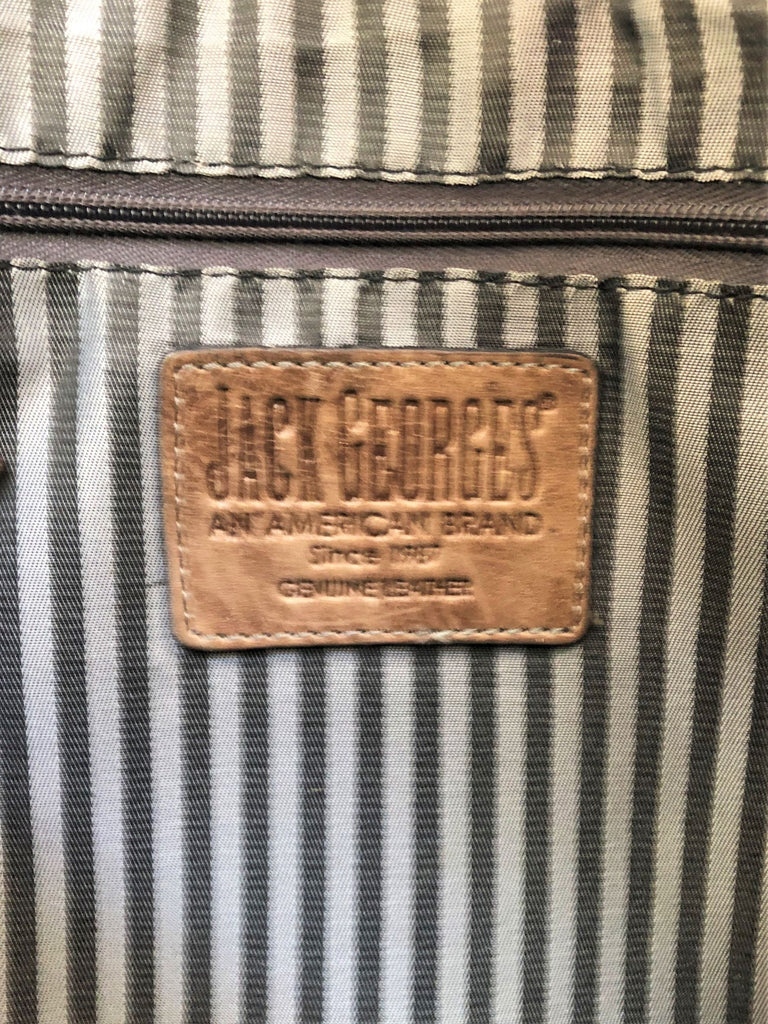 JACK GEORGES®
AN AMERICAN BRAND
Since 1987
GENUINE LEATHER